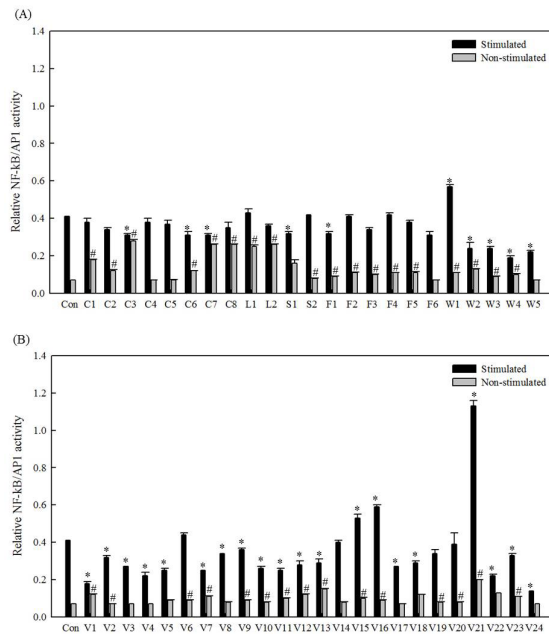 (A)
Relative NF-kB/AP1 activity
1.4
1.2
1.0
0.8
0.6
0.4
0.2
0.0
Stimulated
Non-stimulated
Con C1 C2 C3 C4 C5 C6 C7 C8 L1 L2 S1 S2 F1 F2 F3 F4 F5 F6 W1 W2 W3 W4 W5
(B)
Relative NF-kB/AP1 activity
1.4
1.2
1.0
0.8
0.6
0.4
0.2
0.0
Stimulated
Non-stimulated
Con V1 V2 V3 V4 V5 V6 V7 V8 V9 V10 V11 V12 V13 V14 V15 V16 V17 V18 V19 V20 V21 V22 V23 V24